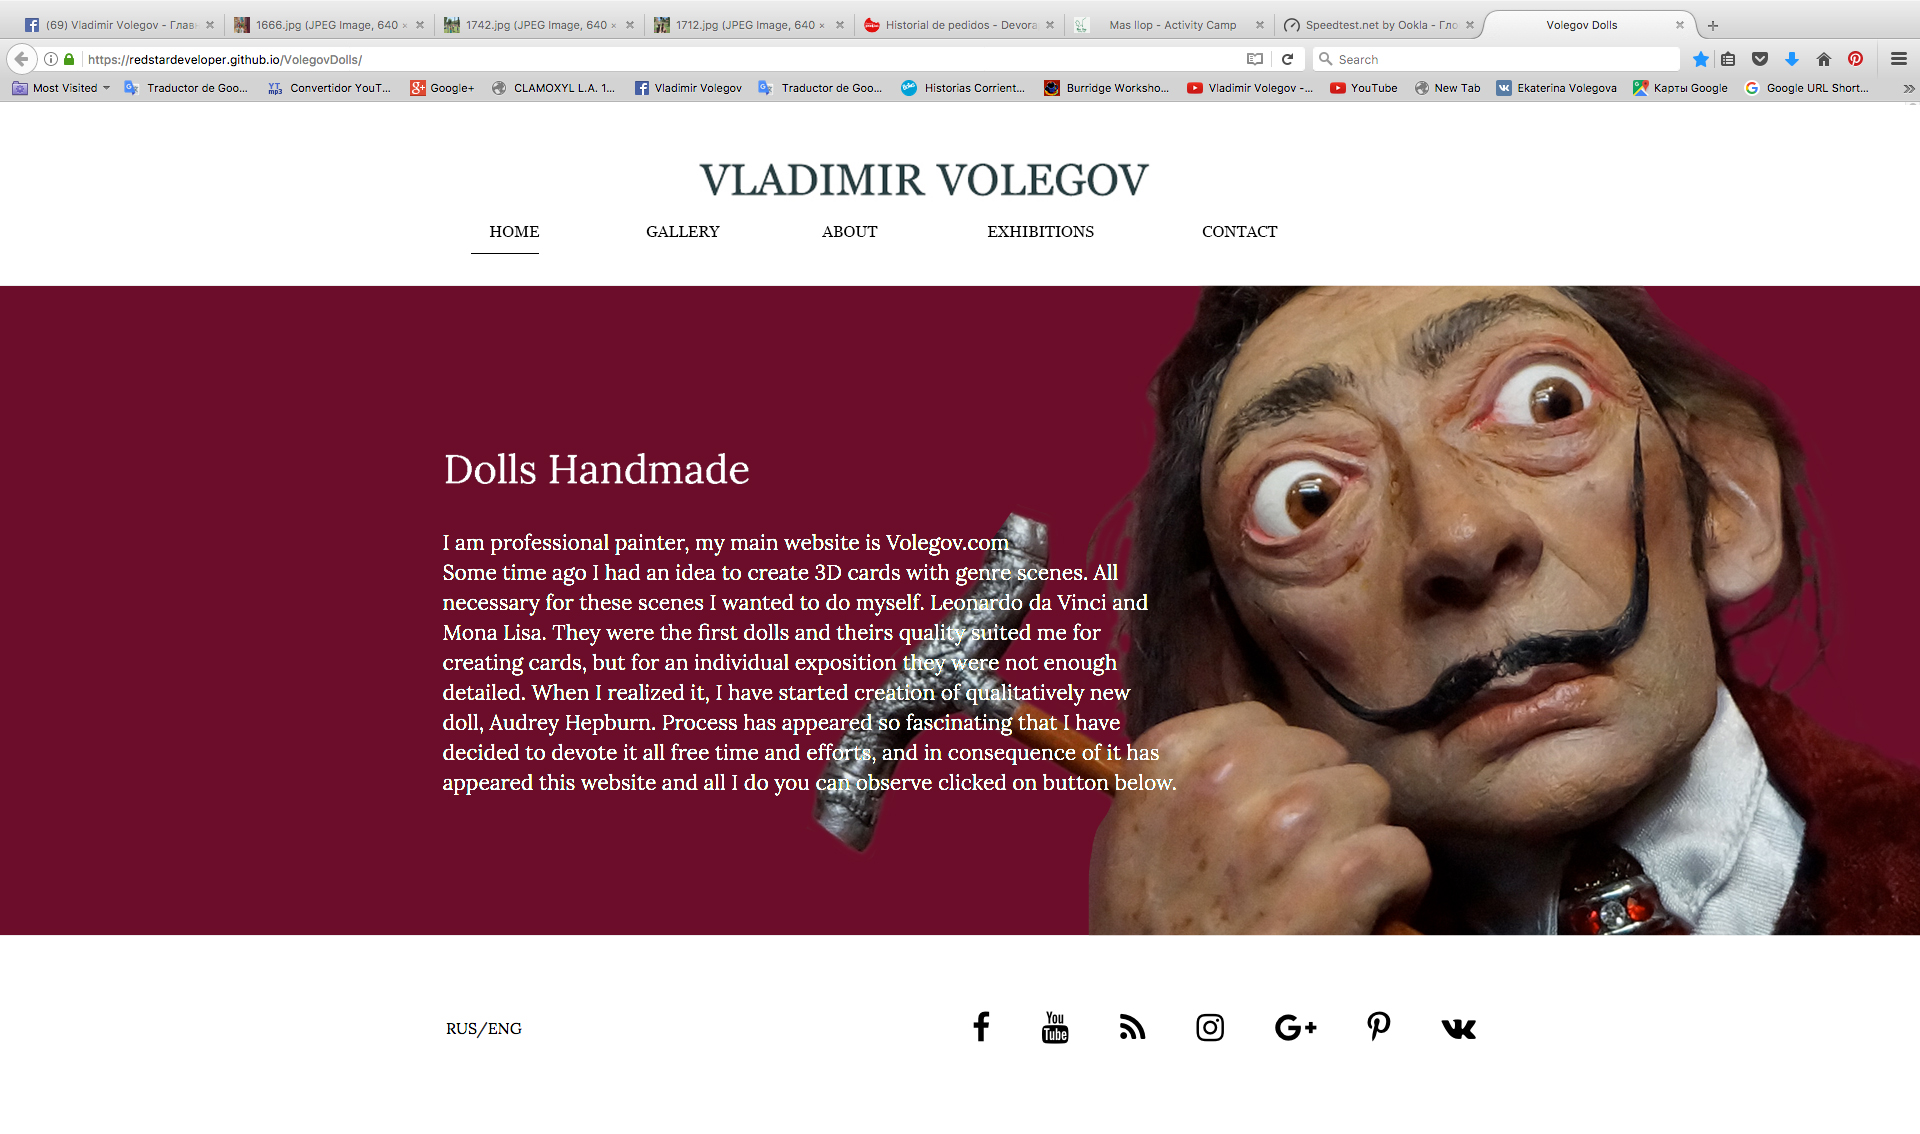 (69) Vladimir Volegov - Глав
1666.jpg (JPEG Image, 640 ×
1742.jpg (JPEG Image, 640 ×
1712.jpg (JPEG Image, 640 ×
Historial de pedidos - Devora
Mas llop - Activity Camp
Speedtest.net by Ookla - Гло
Volegov Dolls
https://redstardeveloper.github.io/VolegovDolls/
Search
Most Visited
Traductor de Goo...
YT mp3
Convertidor YouT...
Google+
CLAMOXYL L.A. 1...
Vladimir Volegov
Traductor de Goo...
Historias Corrient...
Burridge Worksho...
Vladimir Volegov -...
YouTube
New Tab
Ekaterina Volegova
Карты Google
Google URL Short...
VLADIMIR VOLEGOV
HOME
GALLERY
ABOUT
EXHIBITIONS
CONTACT
Dolls Handmade
I am professional painter, my main website is Volegov.com
Some time ago I had an idea to create 3D cards with genre scenes. All
necessary for these scenes I wanted to do myself. Leonardo da Vinci and
Mona Lisa. They were the first dolls and theirs quality suited me for
creating cards, but for an individual exposition they were not enough
detailed. When I realized it, I have started creation of qualitatively new
doll, Audrey Hepburn. Process has appeared so fascinating that I have
decided to devote it all free time and efforts, and in consequence of it has
appeared this website and all I do you can observe clicked on button below.
RUS/ENG
You
Tube
G+